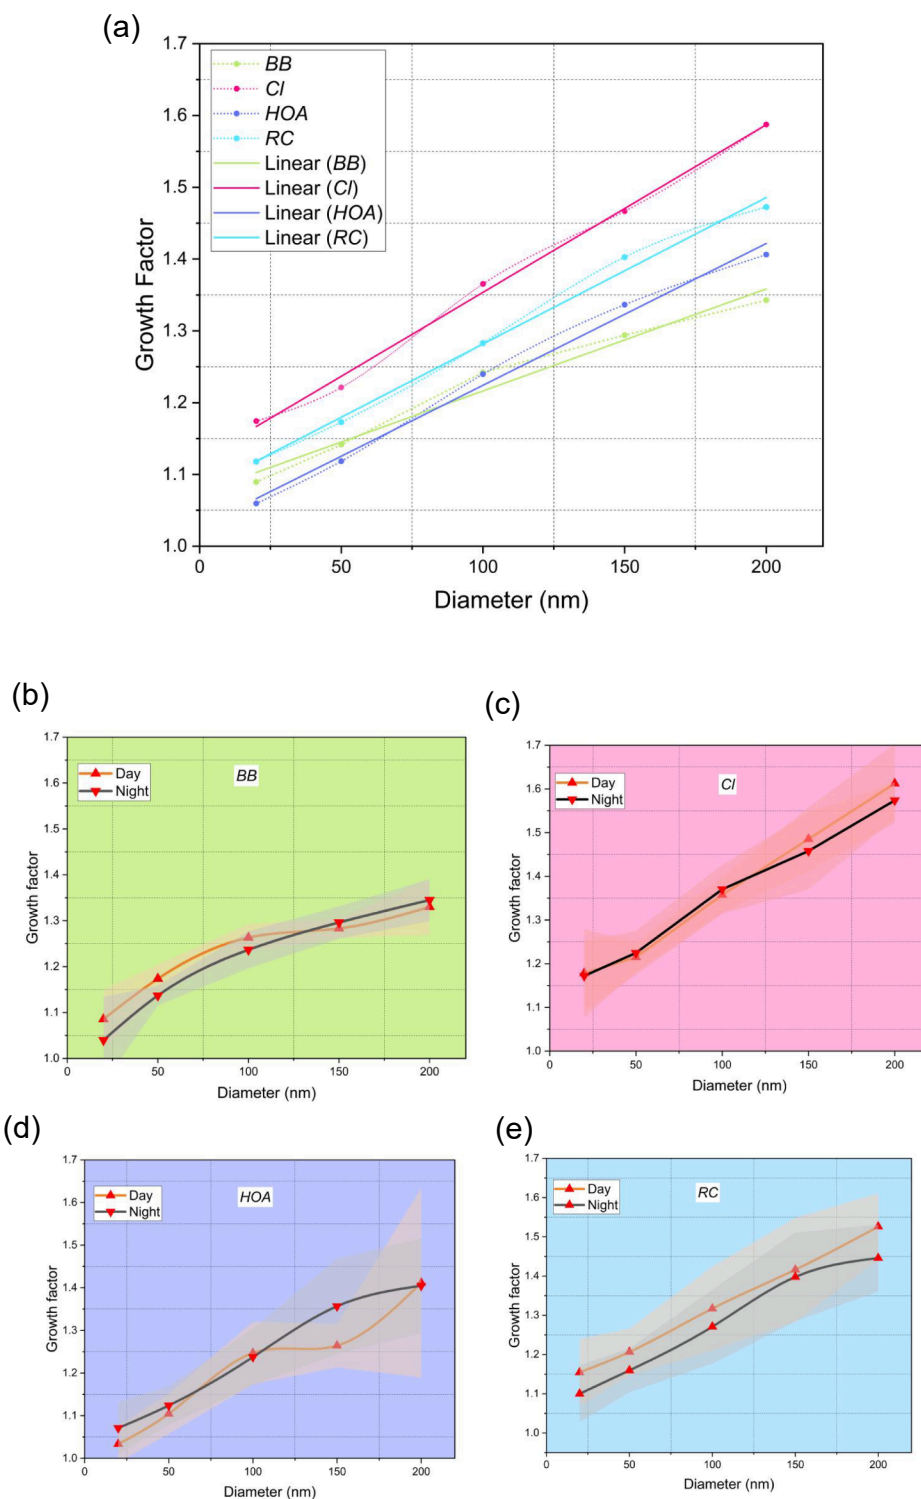 (a)
1.7
1.6
1.5
1.4
1.3
1.2
1.1
1.0
Growth Factor
BB
Cl
HOA
RC
Linear (BB)
Linear (Cl)
Linear (HOA)
Linear (RC)
0 50 100 150 200
Diameter (nm)
(b)
1.7
1.6
1.5
1.4
1.3
1.2
1.1
1.0
Growth factor
Day
Night
BB
0 50 100 150 200
Diameter (nm)
(c)
1.7
1.6
1.5
1.4
1.3
1.2
1.1
1.0
Growth factor
Day
Night
Cl
0 50 100 150 200
Diameter (nm)
(d)
1.7
1.6
1.5
1.4
1.3
1.2
1.1
1.0
Growth factor
Day
Night
HOA
0 50 100 150 200
Diameter (nm)
(e)
1.7
1.6
1.5
1.4
1.3
1.2
1.1
1.0
Growth factor
Day
Night
RC
0 50 100 150 200
Diameter (nm)